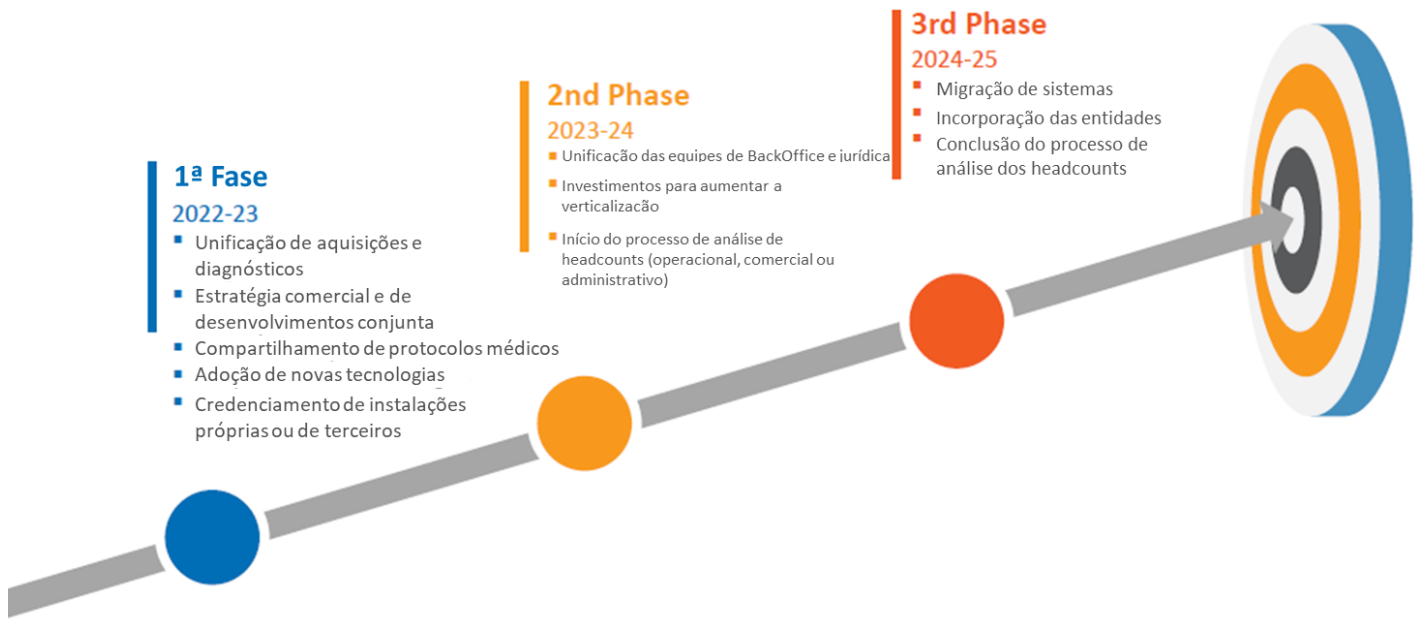 1ª Fase
2022-23
Unificação de aquisições e
diagnósticos
Estratégia comercial e de
desenvolvimentos conjunta
Compartilhamento de protocolos médicos
Adoção de novas tecnologias
Credenciamento de instalações
próprias ou de terceiros
2nd Phase
2023-24
Unificação das equipes de BackOffice e jurídica
Investimentos para aumentar a
verticalizacão
Início do processo de análise de
headcounts (operacional, comercial ou
administrativo)
3rd Phase
2024-25
Migração de sistemas
Incorporação das entidades
Conclusão do processo de
análise dos headcounts